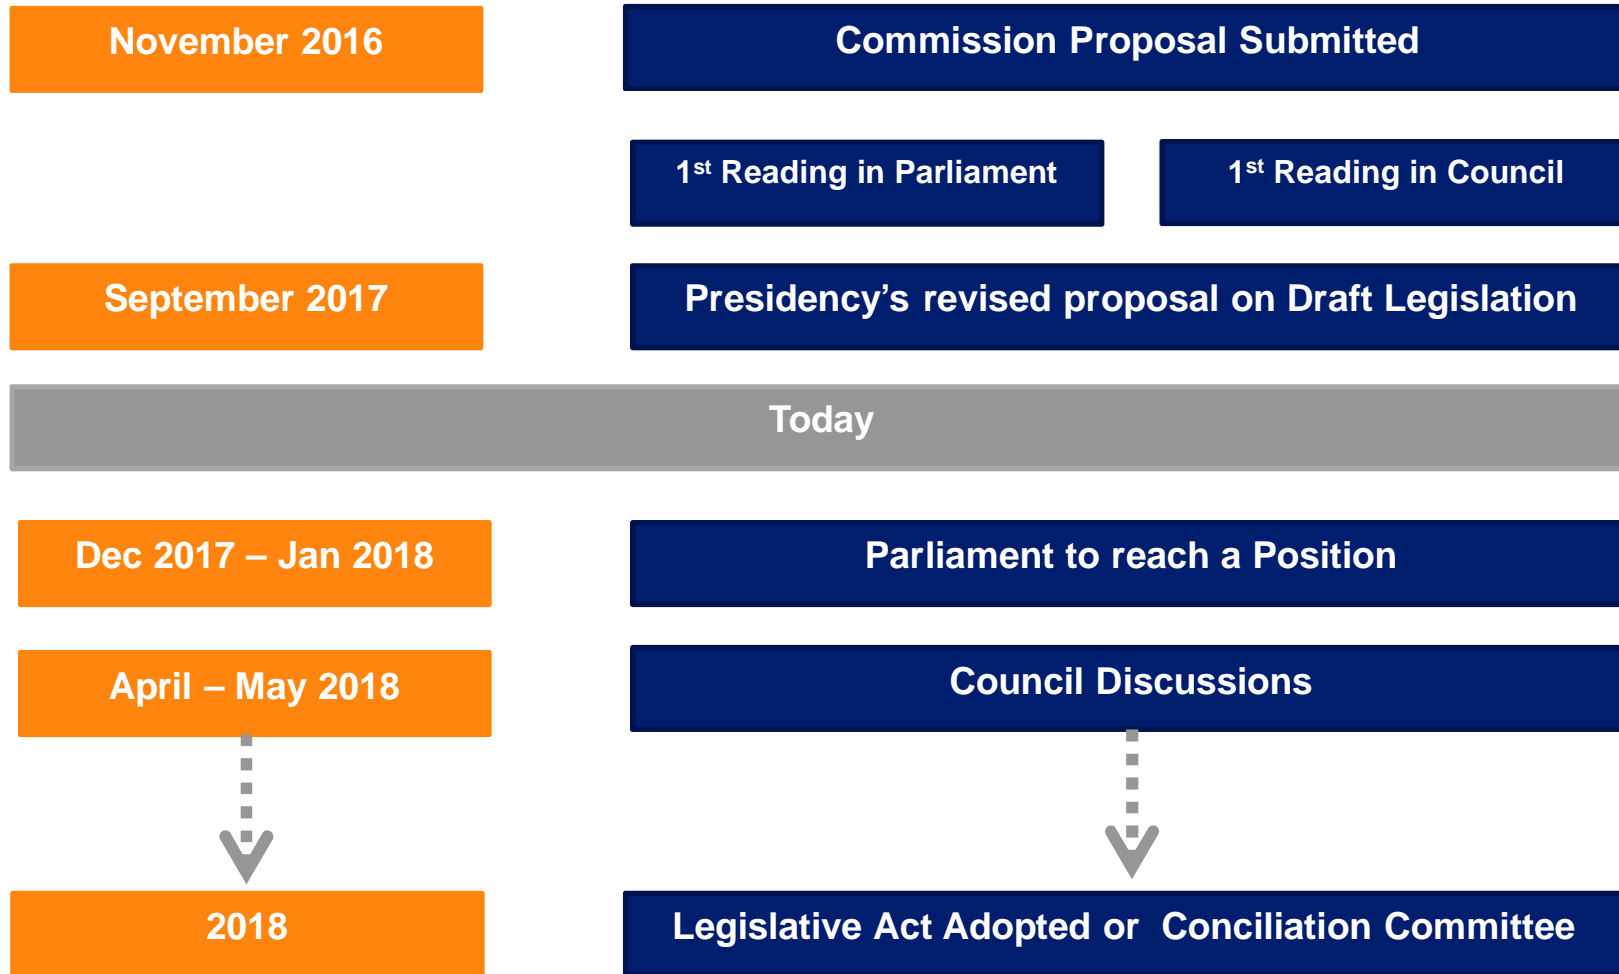 November 2016
Commission Proposal Submitted
1st Reading in Parliament
1st Reading in Council
September 2017
Presidency’s revised proposal on Draft Legislation
Today
Dec 2017 – Jan 2018
Parliament to reach a Position
April – May 2018
Council Discussions
2018
Legislative Act Adopted or  Conciliation Committee